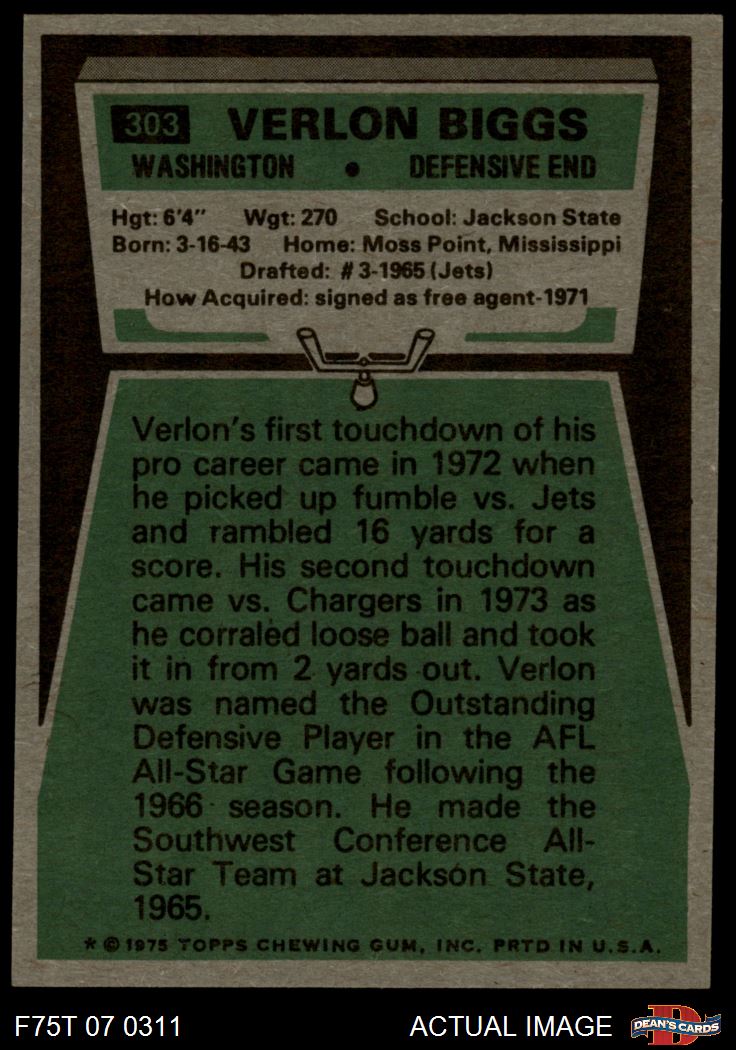 303 VERLON BIGGS
WASHINGTON • DEFENSIVE END
Hgt: 6'4" Wgt: 270 School: Jackson State
Born: 3-16-43 Home: Moss Point, Mississippi
Drafted: #3-1965 (Jets)
How Acquired: signed as free agent-1971
Verlon's first touchdown of his
pro career came in 1972 when
he picked up fumble vs. Jets
and rambled 16 yards for a
score. His second touchdown
came vs. Chargers in 1973 as
he corraled loose ball and took
it in from 2 yards out. Verlon
was named the Outstanding
Defensive Player in the AFL
All-Star Game following the
1966 season. He made the
Southwest Conference All-
Star Team at Jackson State,
1965.
* © 1975 TOPPS CHEWING GUM, INC. PRTD IN U.S.A.
F75T 07 0311 ACTUAL IMAGE D DEAN'S CARDS